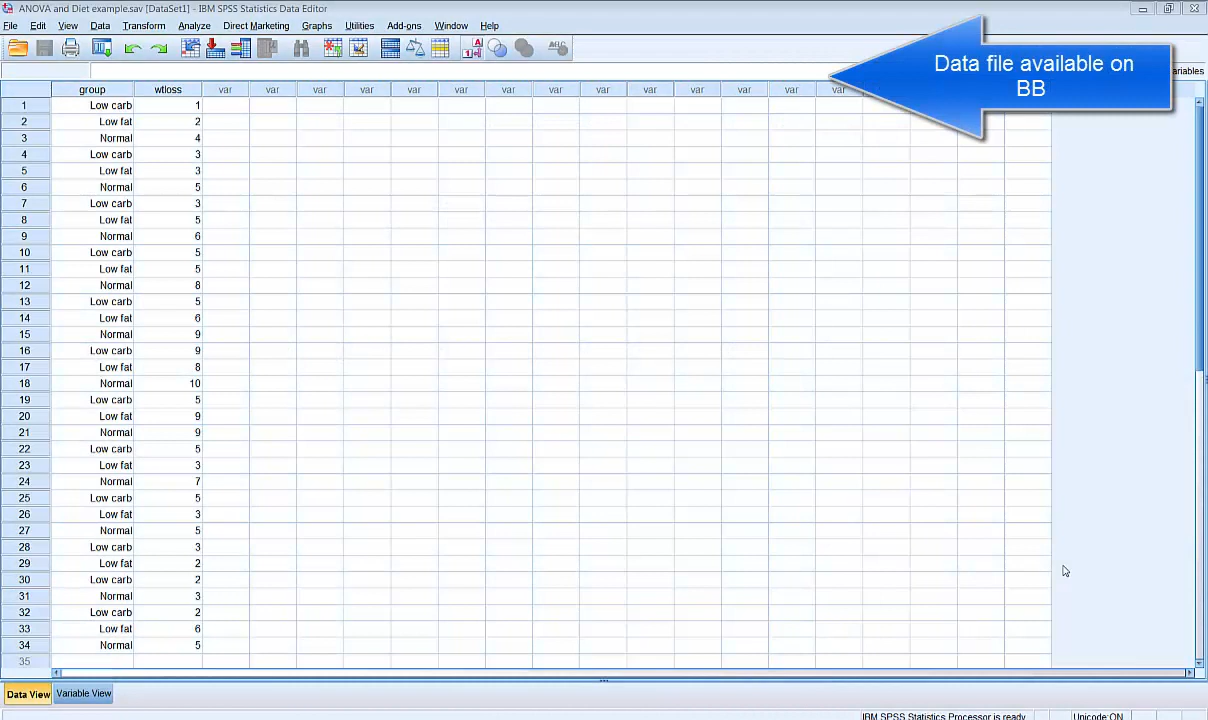 ANOVA and Diet example.sav [DataSet1] - IBM SPSS Statistics Data Editor
File Edit View Data Transform Analyze Direct Marketing Graphs Utilities Add-ons Window Help
Data file available on
BB
ariables
group wtloss var var var var var var var var var var var var var var
1 Low carb 1
2 Low fat 2
3 Normal 4
4 Low carb 3
5 Low fat 3
6 Normal 5
7 Low carb 3
8 Low fat 5
9 Normal 6
10 Low carb 5
11 Low fat 5
12 Normal 8
13 Low carb 5
14 Low fat 6
15 Normal 9
16 Low carb 9
17 Low fat 8
18 Normal 10
19 Low carb 5
20 Low fat 9
21 Normal 9
22 Low carb 5
23 Low fat 3
24 Normal 7
25 Low carb 5
26 Low fat 3
27 Normal 5
28 Low carb 3
29 Low fat 2
30 Low carb 2
31 Normal 3
32 Low carb 2
33 Low fat 6
34 Normal 5
35
Data View Variable View
IBM SPSS Statistics Processor is ready Unicode:ON